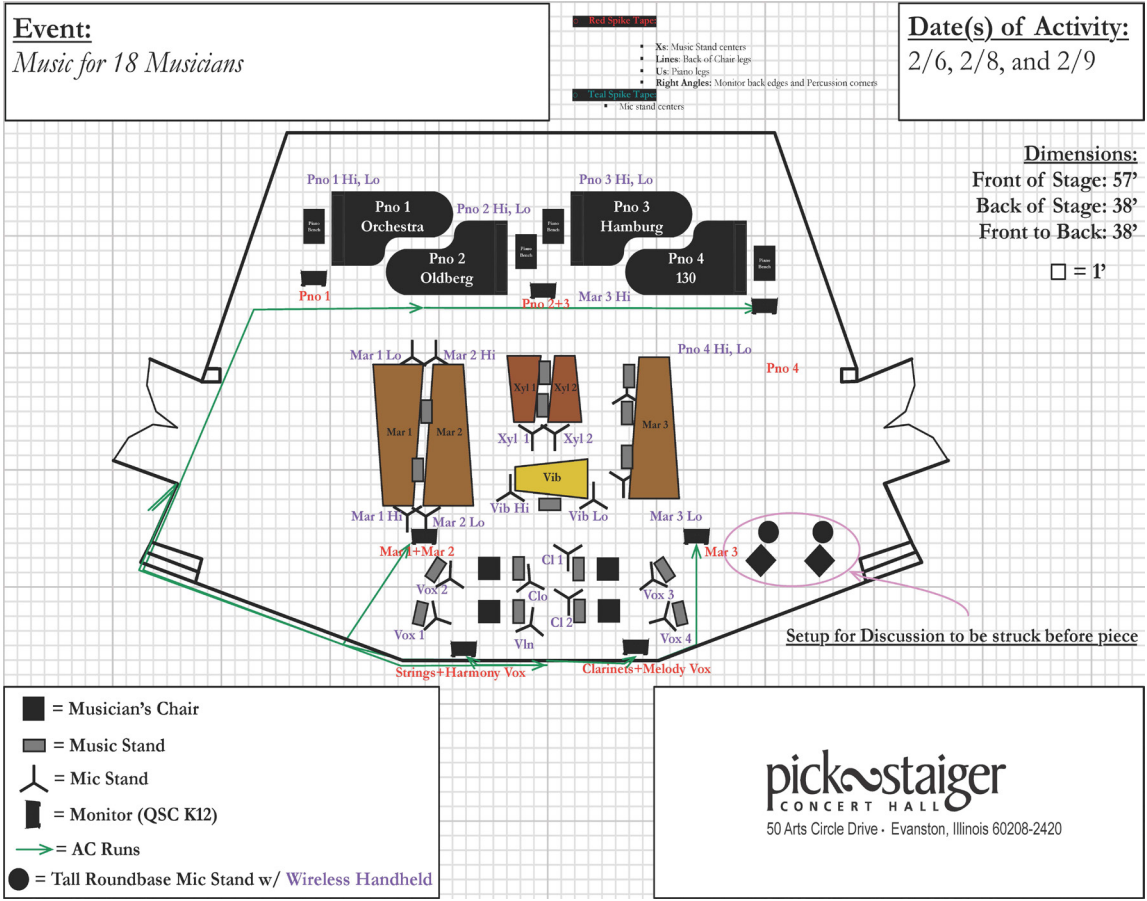 Event:
Music for 18 Musicians
Red Spike Tape:
Xs: Music Stand centers
Lines: Back of Chair legs
Us: Piano legs
Right Angles: Monitor back edges and Percussion corners
Teal Spike Tape:
Mic stand centers
Date(s) of Activity:
2/6, 2/8, and 2/9
Dimensions:
Front of Stage: 57'
Back of Stage: 38'
Front to Back: 38'
= 1'
Pno 1 Hi, Lo
Pno 3 Hi, Lo
Pno 1
Orchestra
Pno 2 Hi, Lo
Pno 3
Hamburg
Piano
Bench
Piano
Bench
Pno 2
Oldberg
Piano
Bench
Pno 4
130
Piano
Bench
Pno 1
Pno 2+3
Mar 3 Hi
Mar 1 Lo
Mar 2 Hi
Pno 4 Hi, Lo
Pno 4
Xyl 1
Xyl 2
Mar 1
Mar 2
Mar 3
Xyl 1
Xyl 2
Vib
Vib Hi
Vib Lo
Mar 1 Hi
Mar 2 Lo
Mar 3 Lo
Mar 1+Mar 2
Mar 3
Cl 1
Vox 2
Clo
Vox 3
Cl 2
Vox 1
Vln
Vox 4
Setup for Discussion to be struck before piece
Strings+Harmony Vox
Clarinets+Melody Vox
= Musician's Chair
= Music Stand
= Mic Stand
= Monitor (QSC K12)
= AC Runs
= Tall Roundbase Mic Stand w/ Wireless Handheld
pick~staiger
CONCERT HALL
50 Arts Circle Drive · Evanston, Illinois 60208-2420